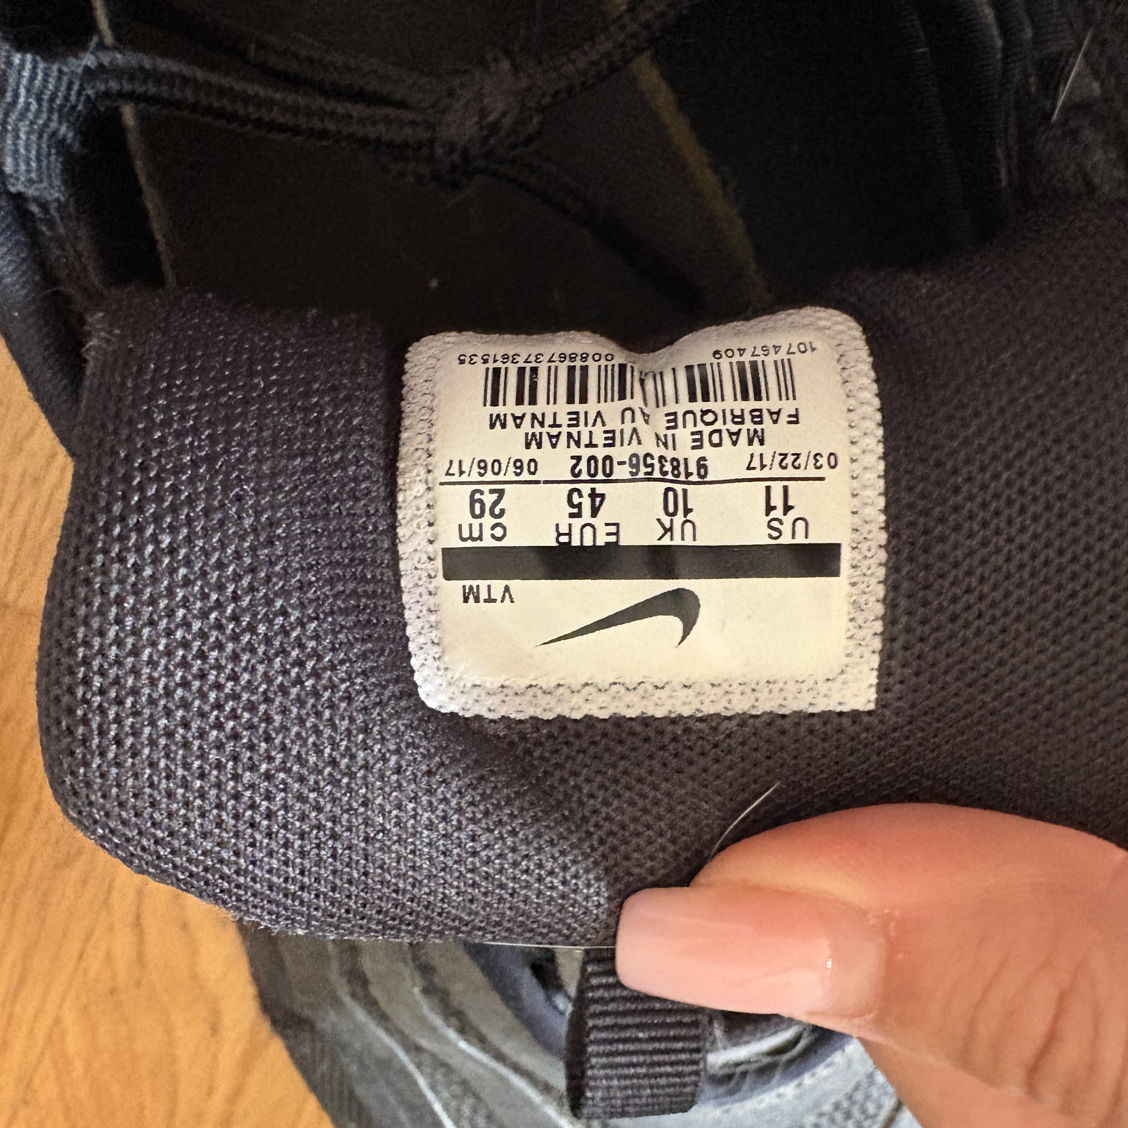 VTM
US UK EUR cm
11 10 45 29
03/22/17 918356-002 06/06/17
MADE IN VIETNAM
FABRIQUE AU VIETNAM
107467409 00886737361535